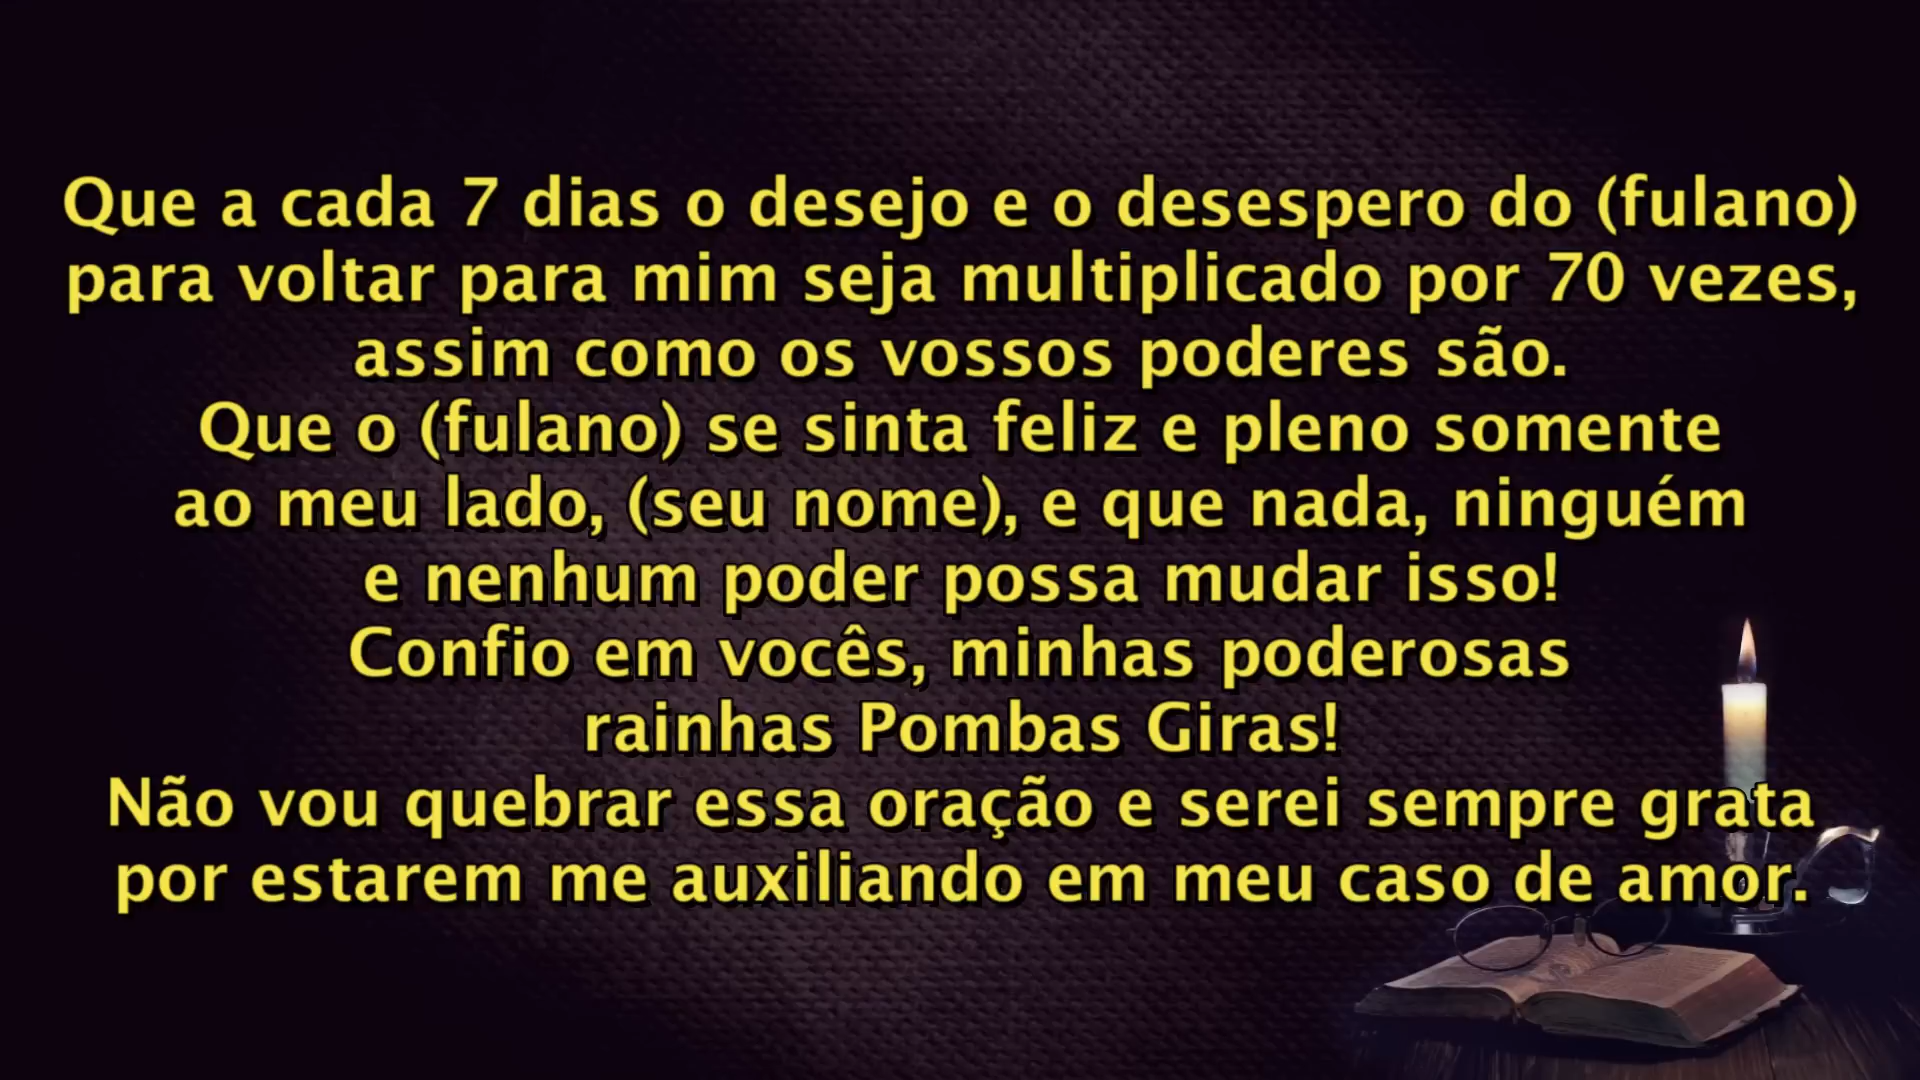 Que a cada 7 dias o desejo e o desespero do (fulano)
para voltar para mim seja multiplicado por 70 vezes,
assim como os vossos poderes são.
Que o (fulano) se sinta feliz e pleno somente
ao meu lado, (seu nome), e que nada, ninguém
e nenhum poder possa mudar isso!
Confio em vocês, minhas poderosas
rainhas Pombas Giras!
Não vou quebrar essa oração e serei sempre grata
por estarem me auxiliando em meu caso de amor.